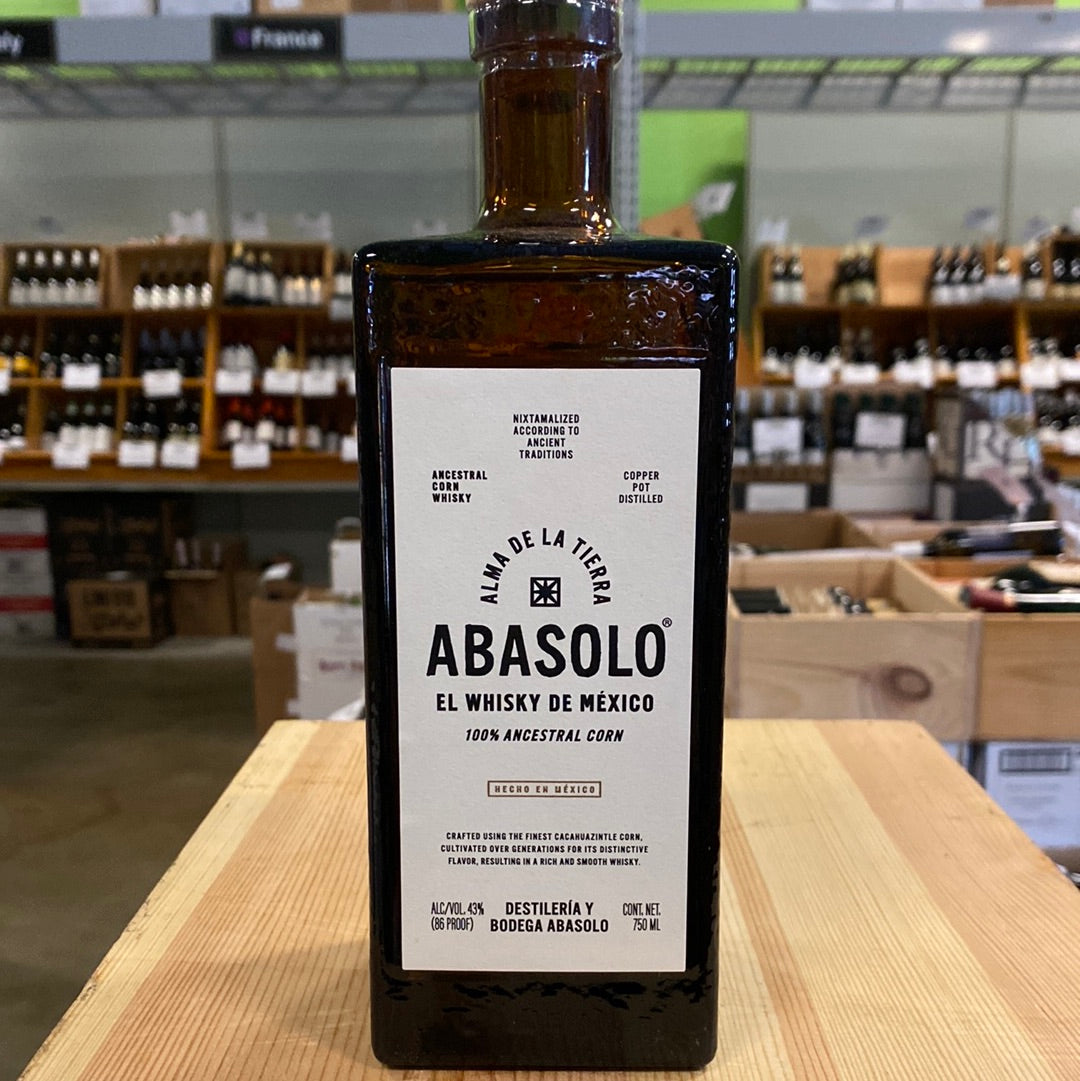 France
NIXTAMALIZED
ACCORDING TO
ANCIENT
TRADITIONS
ANCESTRAL
CORN
WHISKY
COPPER
POT
DISTILLED
ALMA DE LA TIERRA
ABASOLO®
EL WHISKY DE MÉXICO
100% ANCESTRAL CORN
HECHO EN MÉXICO
CRAFTED USING THE FINEST CACAHUAZINTLE CORN,
CULTIVATED OVER GENERATIONS FOR ITS DISTINCTIVE
FLAVOR, RESULTING IN A RICH AND SMOOTH WHISKY.
ALC/VOL. 43%
(86 PROOF)
DESTILERÍA Y
BODEGA ABASOLO
CONT. NET.
750 ML